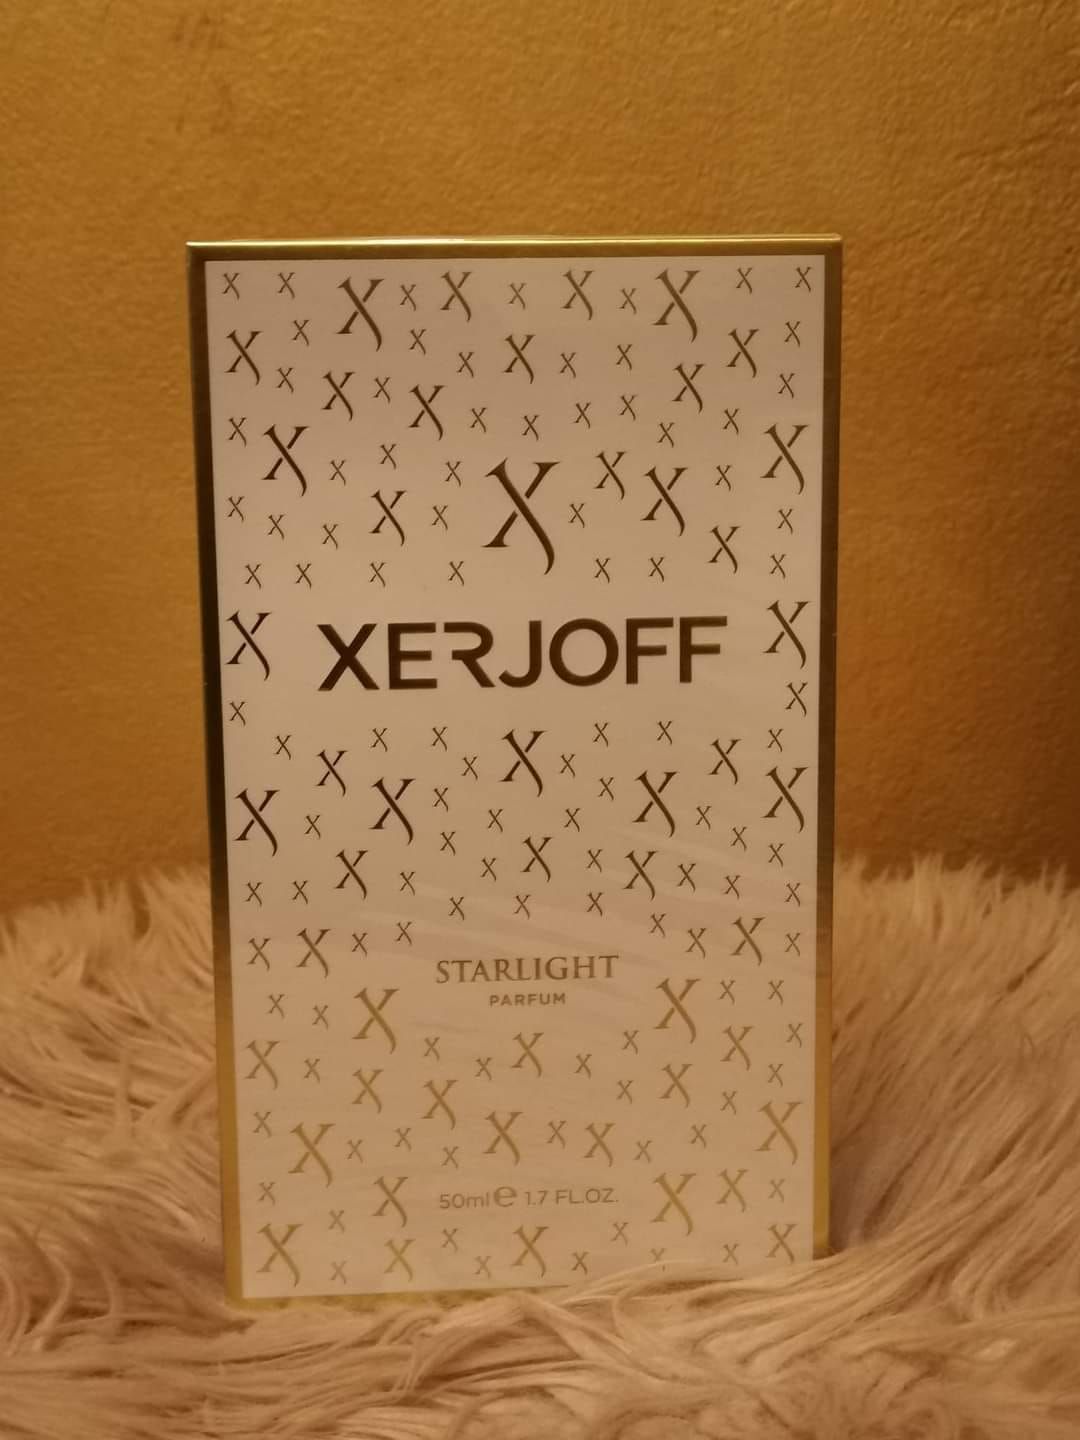 X
XERJOFF
STARLIGHT
PARFUM
50ml℮ 1.7 FL.OZ.